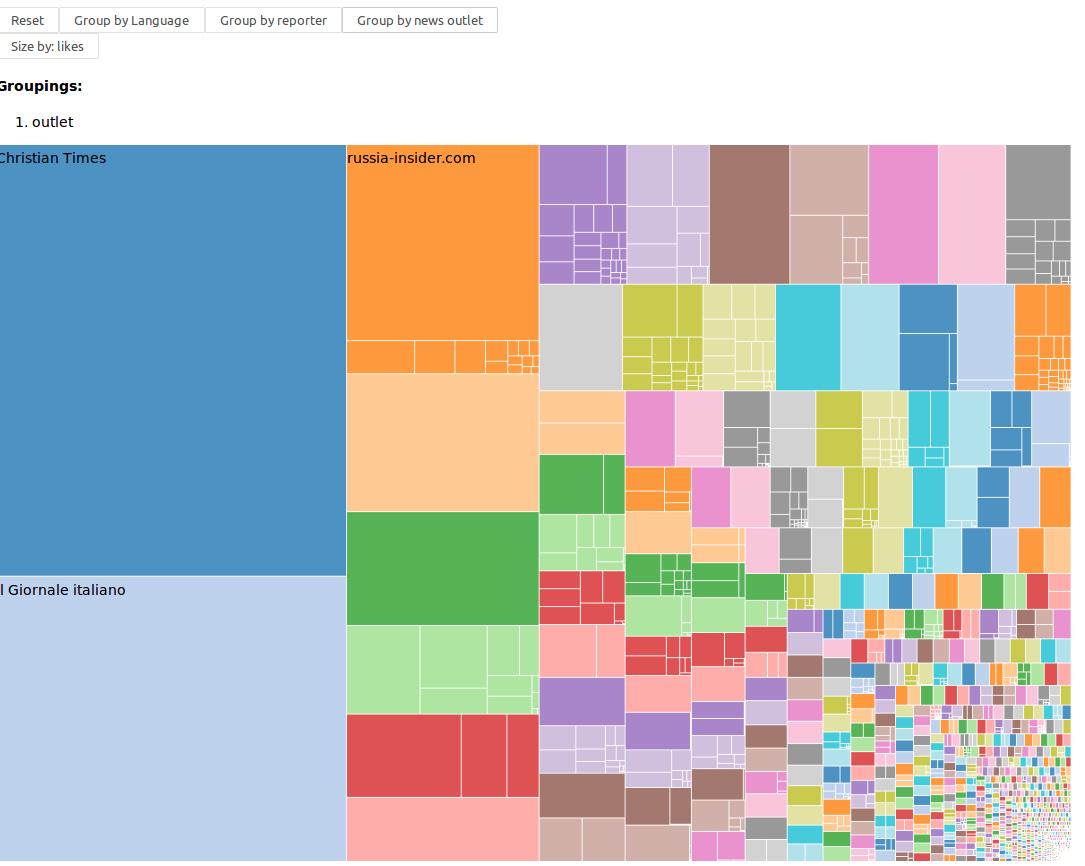 Reset Group by Language Group by reporter Group by news outlet
Size by: likes
Groupings:
1. outlet
Christian Times russia-insider.com
l Giornale italiano